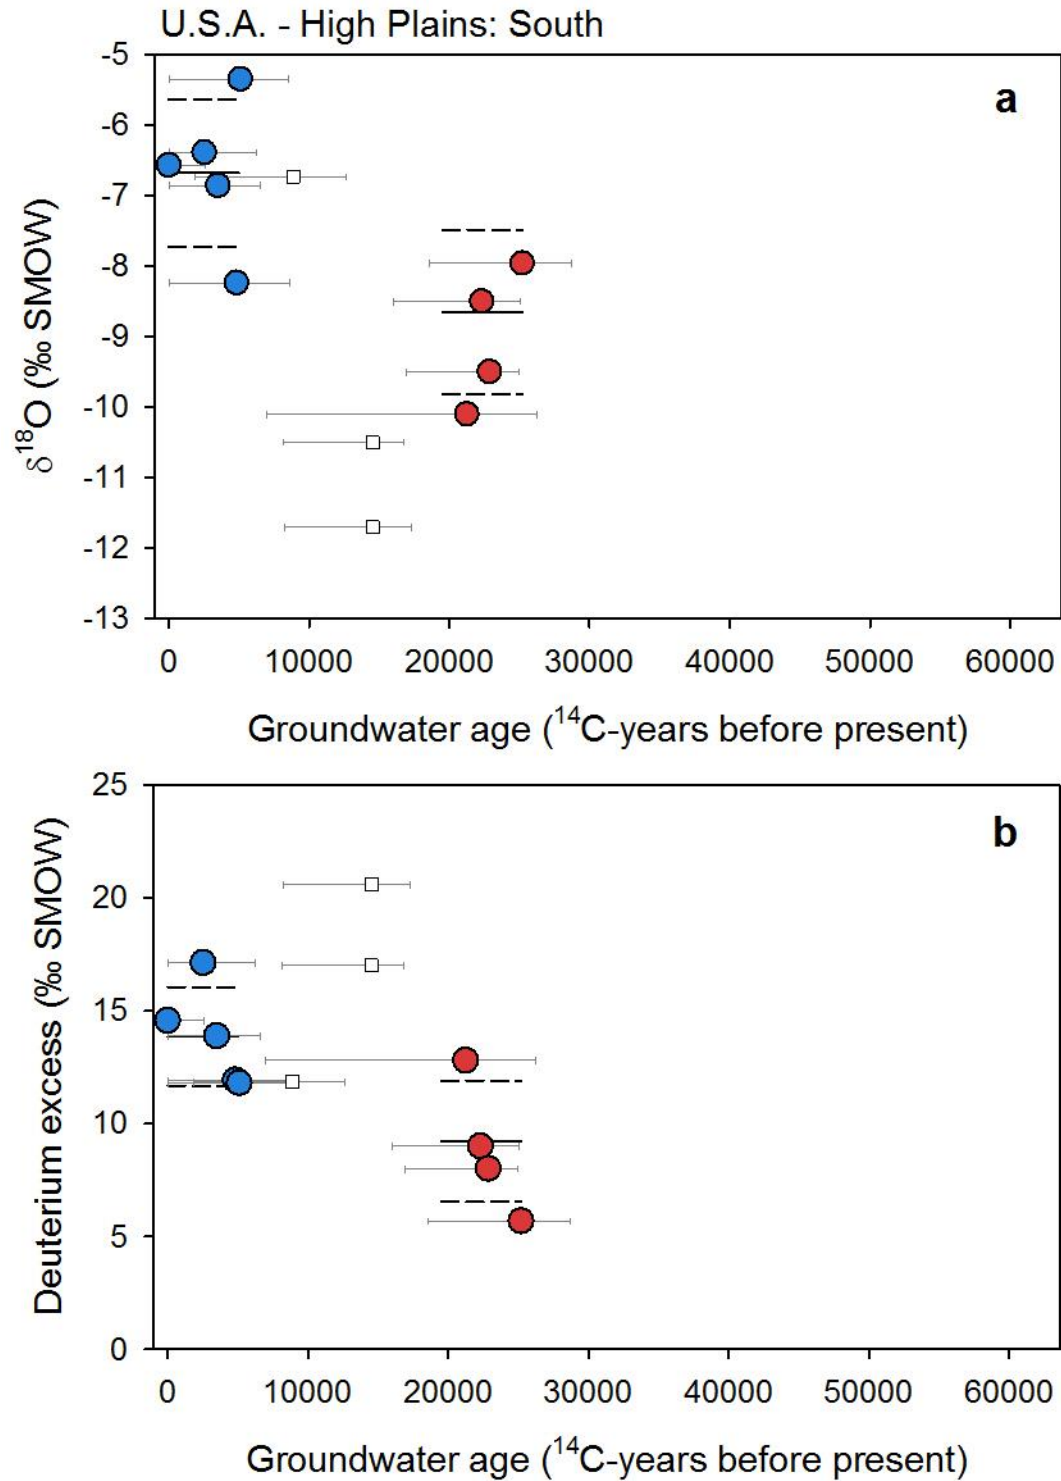 U.S.A. - High Plains: South
a
-5
-6
-7
-8
-9
-10
-11
-12
-13
δ¹⁸O (‰ SMOW)
0 10000 20000 30000 40000 50000 60000
Groundwater age (¹⁴C-years before present)
b
25
20
15
10
5
0
Deuterium excess (‰ SMOW)
0 10000 20000 30000 40000 50000 60000
Groundwater age (¹⁴C-years before present)